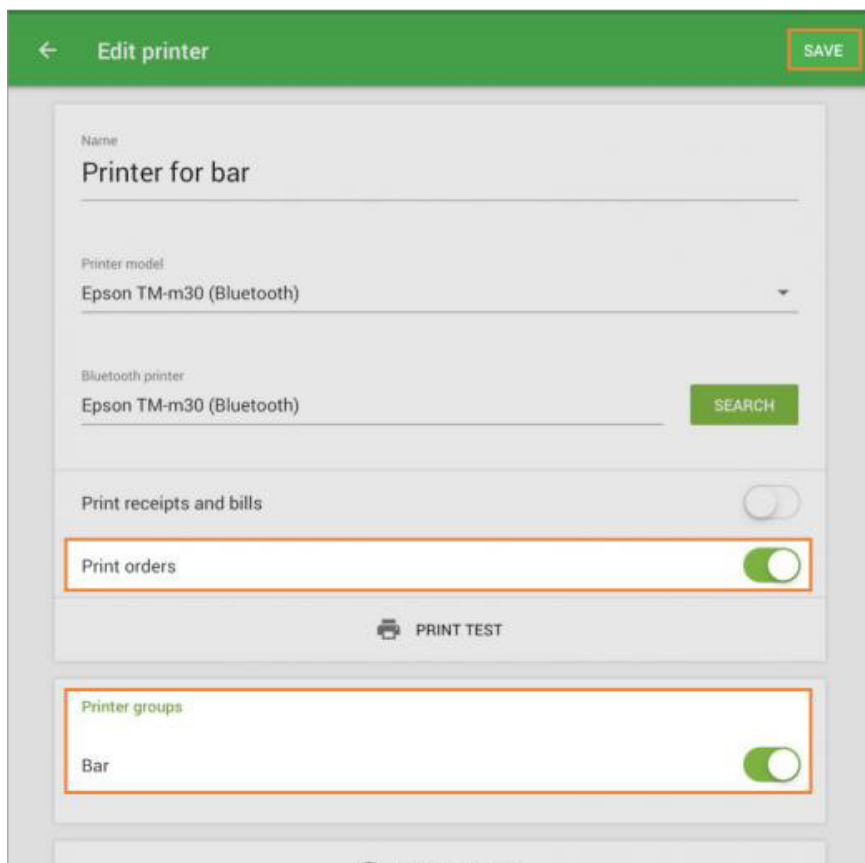 Edit printer
SAVE
Name
Printer for bar
Printer model
Epson TM-m30 (Bluetooth)
Bluetooth printer
Epson TM-m30 (Bluetooth)
SEARCH
Print receipts and bills
Print orders
PRINT TEST
Printer groups
Bar